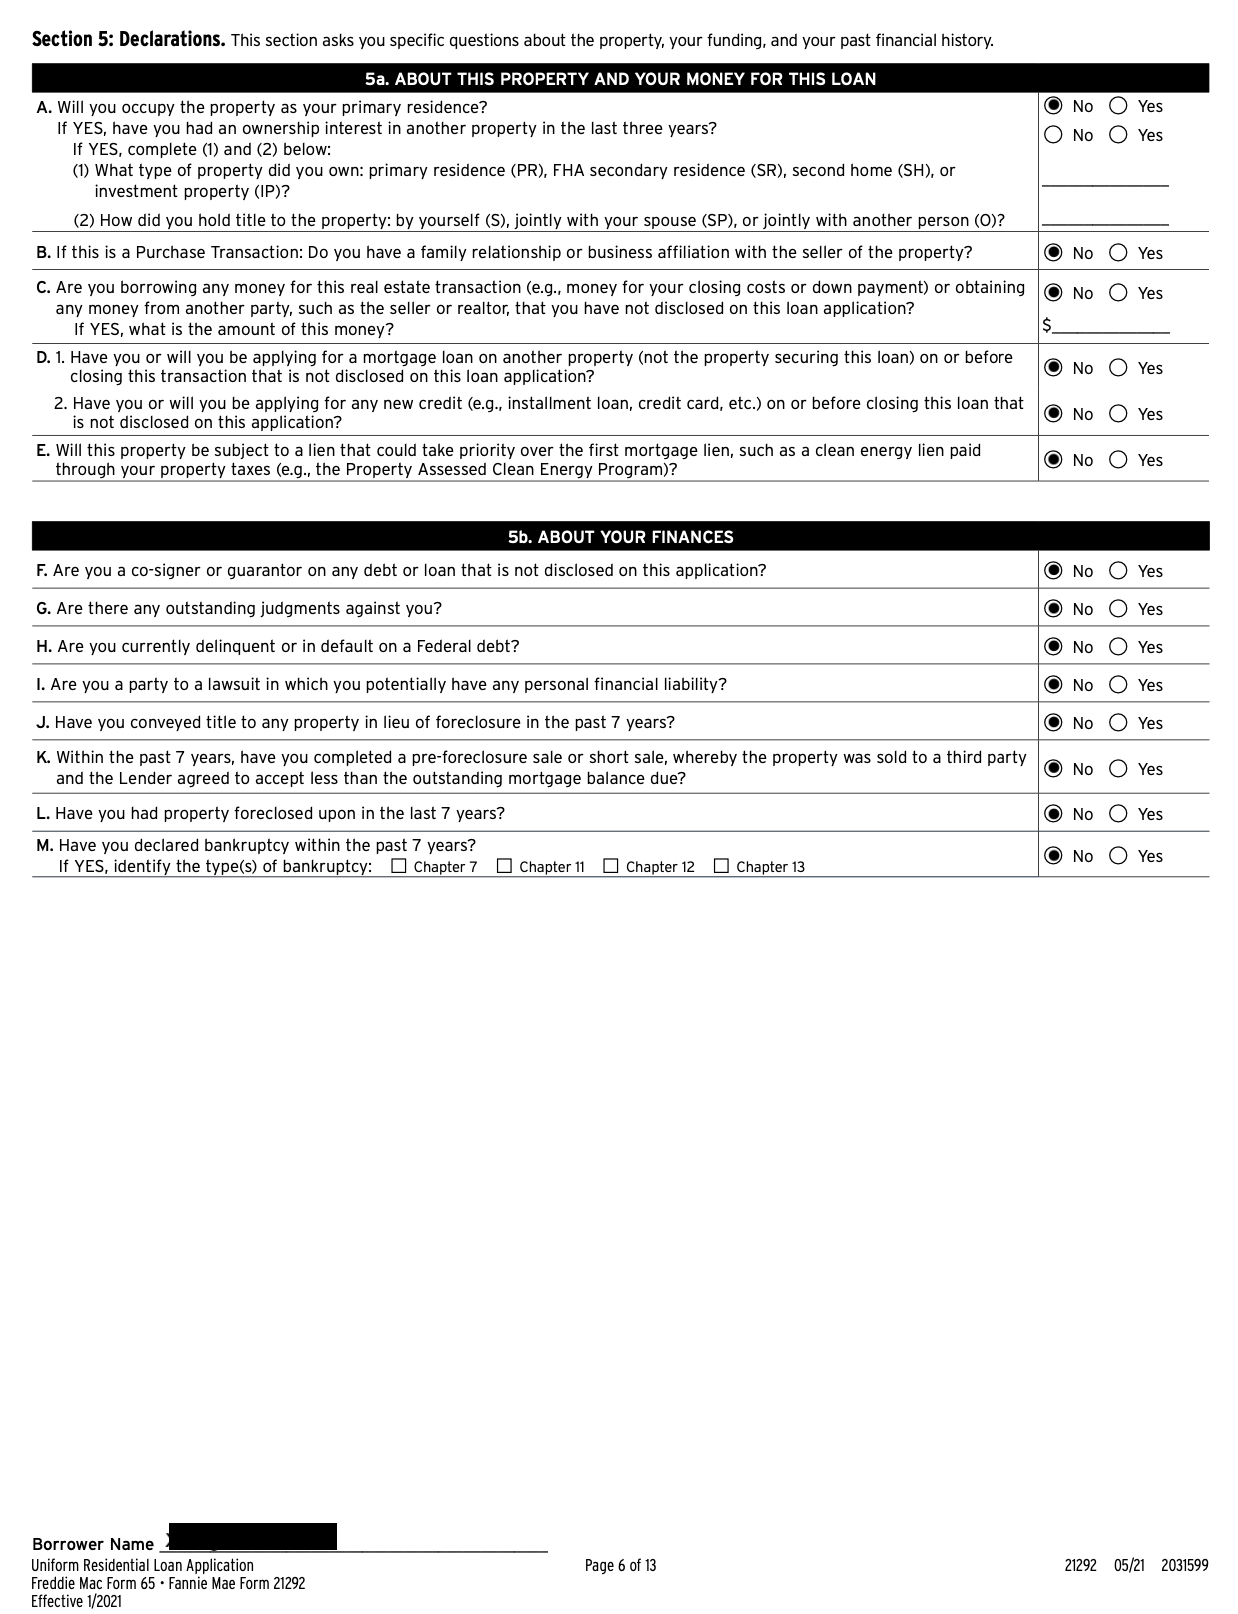 Section 5: Declarations. This section asks you specific questions about the property, your funding, and your past financial history.
5a. ABOUT THIS PROPERTY AND YOUR MONEY FOR THIS LOAN
A. Will you occupy the property as your primary residence? No Yes
If YES, have you had an ownership interest in another property in the last three years? No Yes
If YES, complete (1) and (2) below:
(1) What type of property did you own: primary residence (PR), FHA secondary residence (SR), second home (SH), or
investment property (IP)?
(2) How did you hold title to the property: by yourself (S), jointly with your spouse (SP), or jointly with another person (O)?
B. If this is a Purchase Transaction: Do you have a family relationship or business affiliation with the seller of the property? No Yes
C. Are you borrowing any money for this real estate transaction (e.g., money for your closing costs or down payment) or obtaining
any money from another party, such as the seller or realtor, that you have not disclosed on this loan application? No Yes
If YES, what is the amount of this money? $
D. 1. Have you or will you be applying for a mortgage loan on another property (not the property securing this loan) on or before
closing this transaction that is not disclosed on this loan application? No Yes
2. Have you or will you be applying for any new credit (e.g., installment loan, credit card, etc.) on or before closing this loan that
is not disclosed on this application? No Yes
E. Will this property be subject to a lien that could take priority over the first mortgage lien, such as a clean energy lien paid
through your property taxes (e.g., the Property Assessed Clean Energy Program)? No Yes
5b. ABOUT YOUR FINANCES
F. Are you a co-signer or guarantor on any debt or loan that is not disclosed on this application? No Yes
G. Are there any outstanding judgments against you? No Yes
H. Are you currently delinquent or in default on a Federal debt? No Yes
I. Are you a party to a lawsuit in which you potentially have any personal financial liability? No Yes
J. Have you conveyed title to any property in lieu of foreclosure in the past 7 years? No Yes
K. Within the past 7 years, have you completed a pre-foreclosure sale or short sale, whereby the property was sold to a third party
and the Lender agreed to accept less than the outstanding mortgage balance due? No Yes
L. Have you had property foreclosed upon in the last 7 years? No Yes
M. Have you declared bankruptcy within the past 7 years? No Yes
If YES, identify the type(s) of bankruptcy: Chapter 7 Chapter 11 Chapter 12 Chapter 13
Borrower Name
Uniform Residential Loan Application Page 6 of 13 21292 05/21 2031599
Freddie Mac Form 65 • Fannie Mae Form 21292
Effective 1/2021